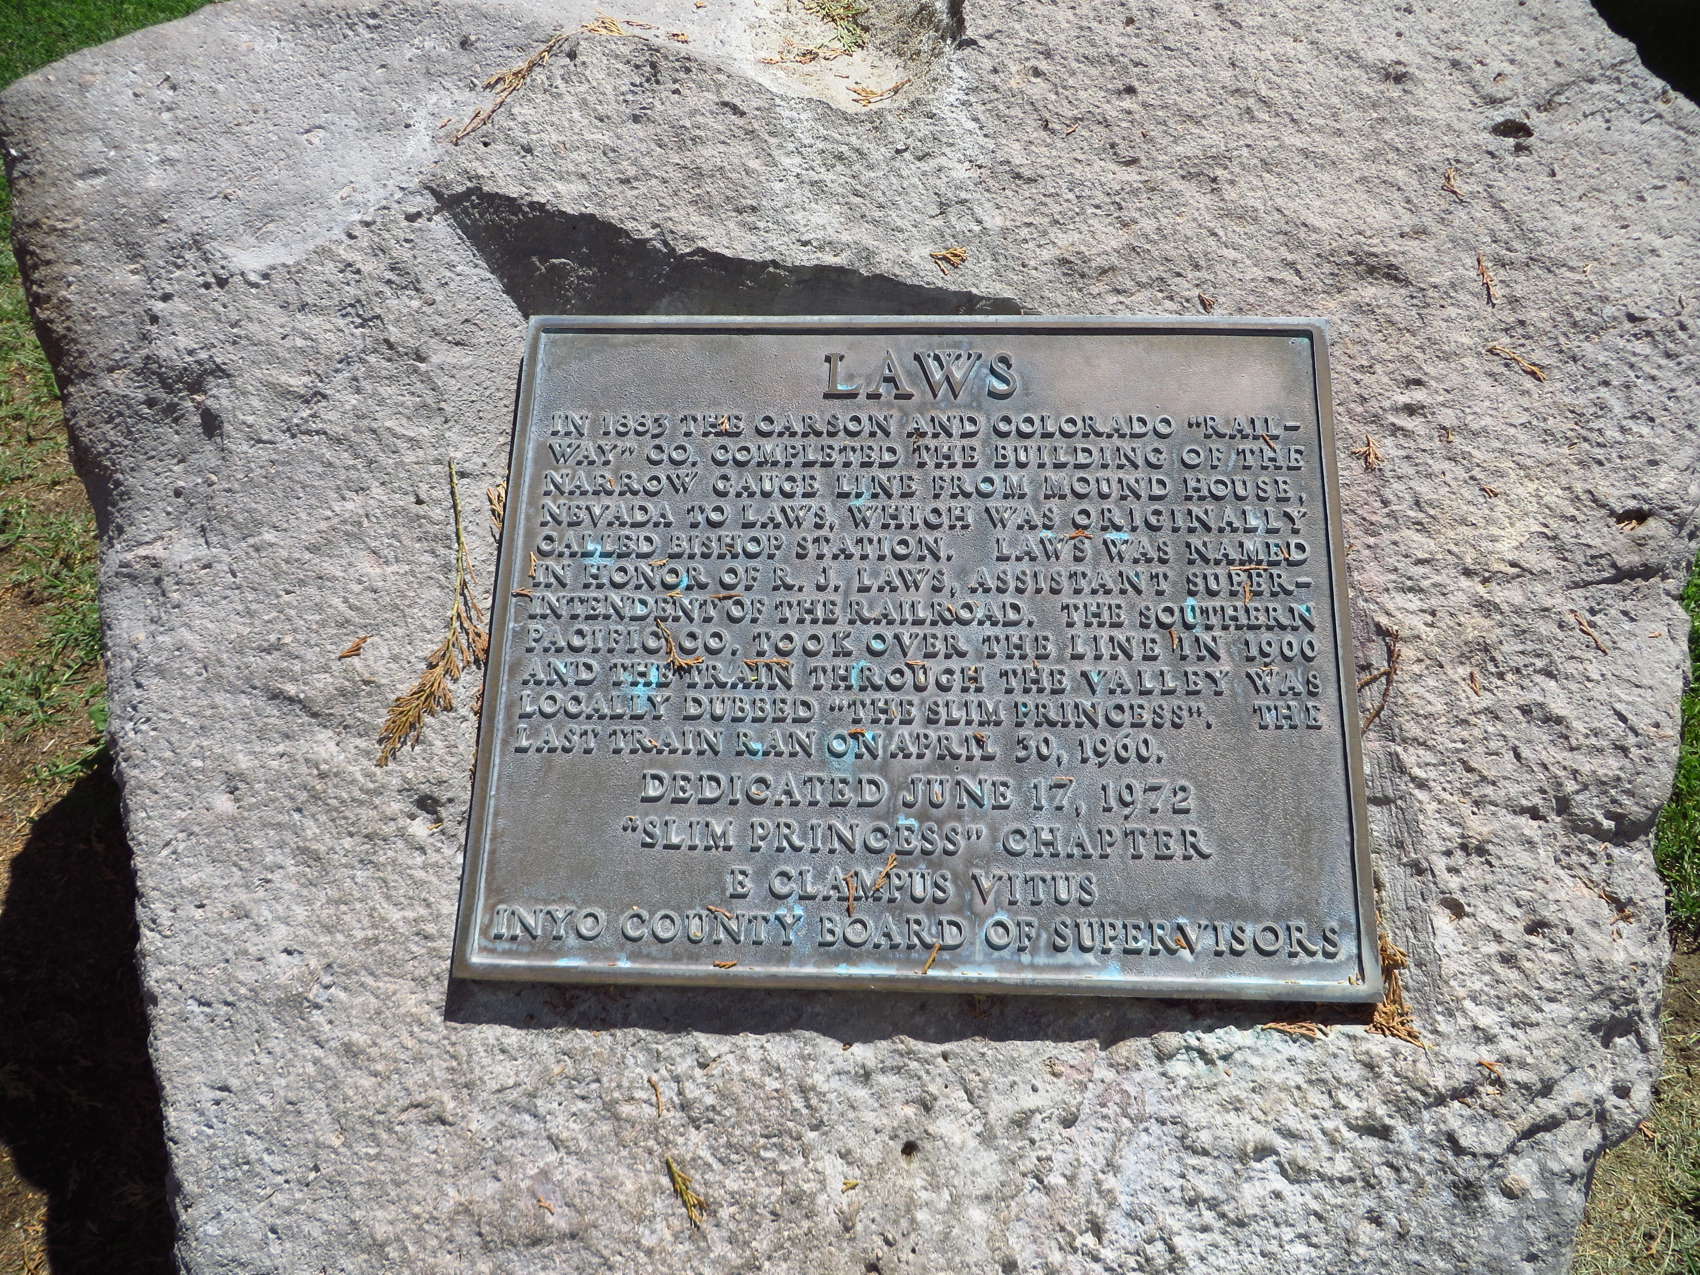 LAWS
IN 1883 THE CARSON AND COLORADO "RAIL-
WAY" CO. COMPLETED THE BUILDING OF THE
NARROW GAUGE LINE FROM MOUND HOUSE,
NEVADA TO LAWS, WHICH WAS ORIGINALLY
CALLED BISHOP STATION. LAWS WAS NAMED
IN HONOR OF R. J. LAWS, ASSISTANT SUPER-
INTENDENT OF THE RAILROAD. THE SOUTHERN
PACIFIC CO. TOOK OVER THE LINE IN 1900
AND THE TRAIN THROUGH THE VALLEY WAS
LOCALLY DUBBED "THE SLIM PRINCESS". THE
LAST TRAIN RAN ON APRIL 30, 1960.
DEDICATED JUNE 17, 1972
"SLIM PRINCESS" CHAPTER
E CLAMPUS VITUS
INYO COUNTY BOARD OF SUPERVISORS